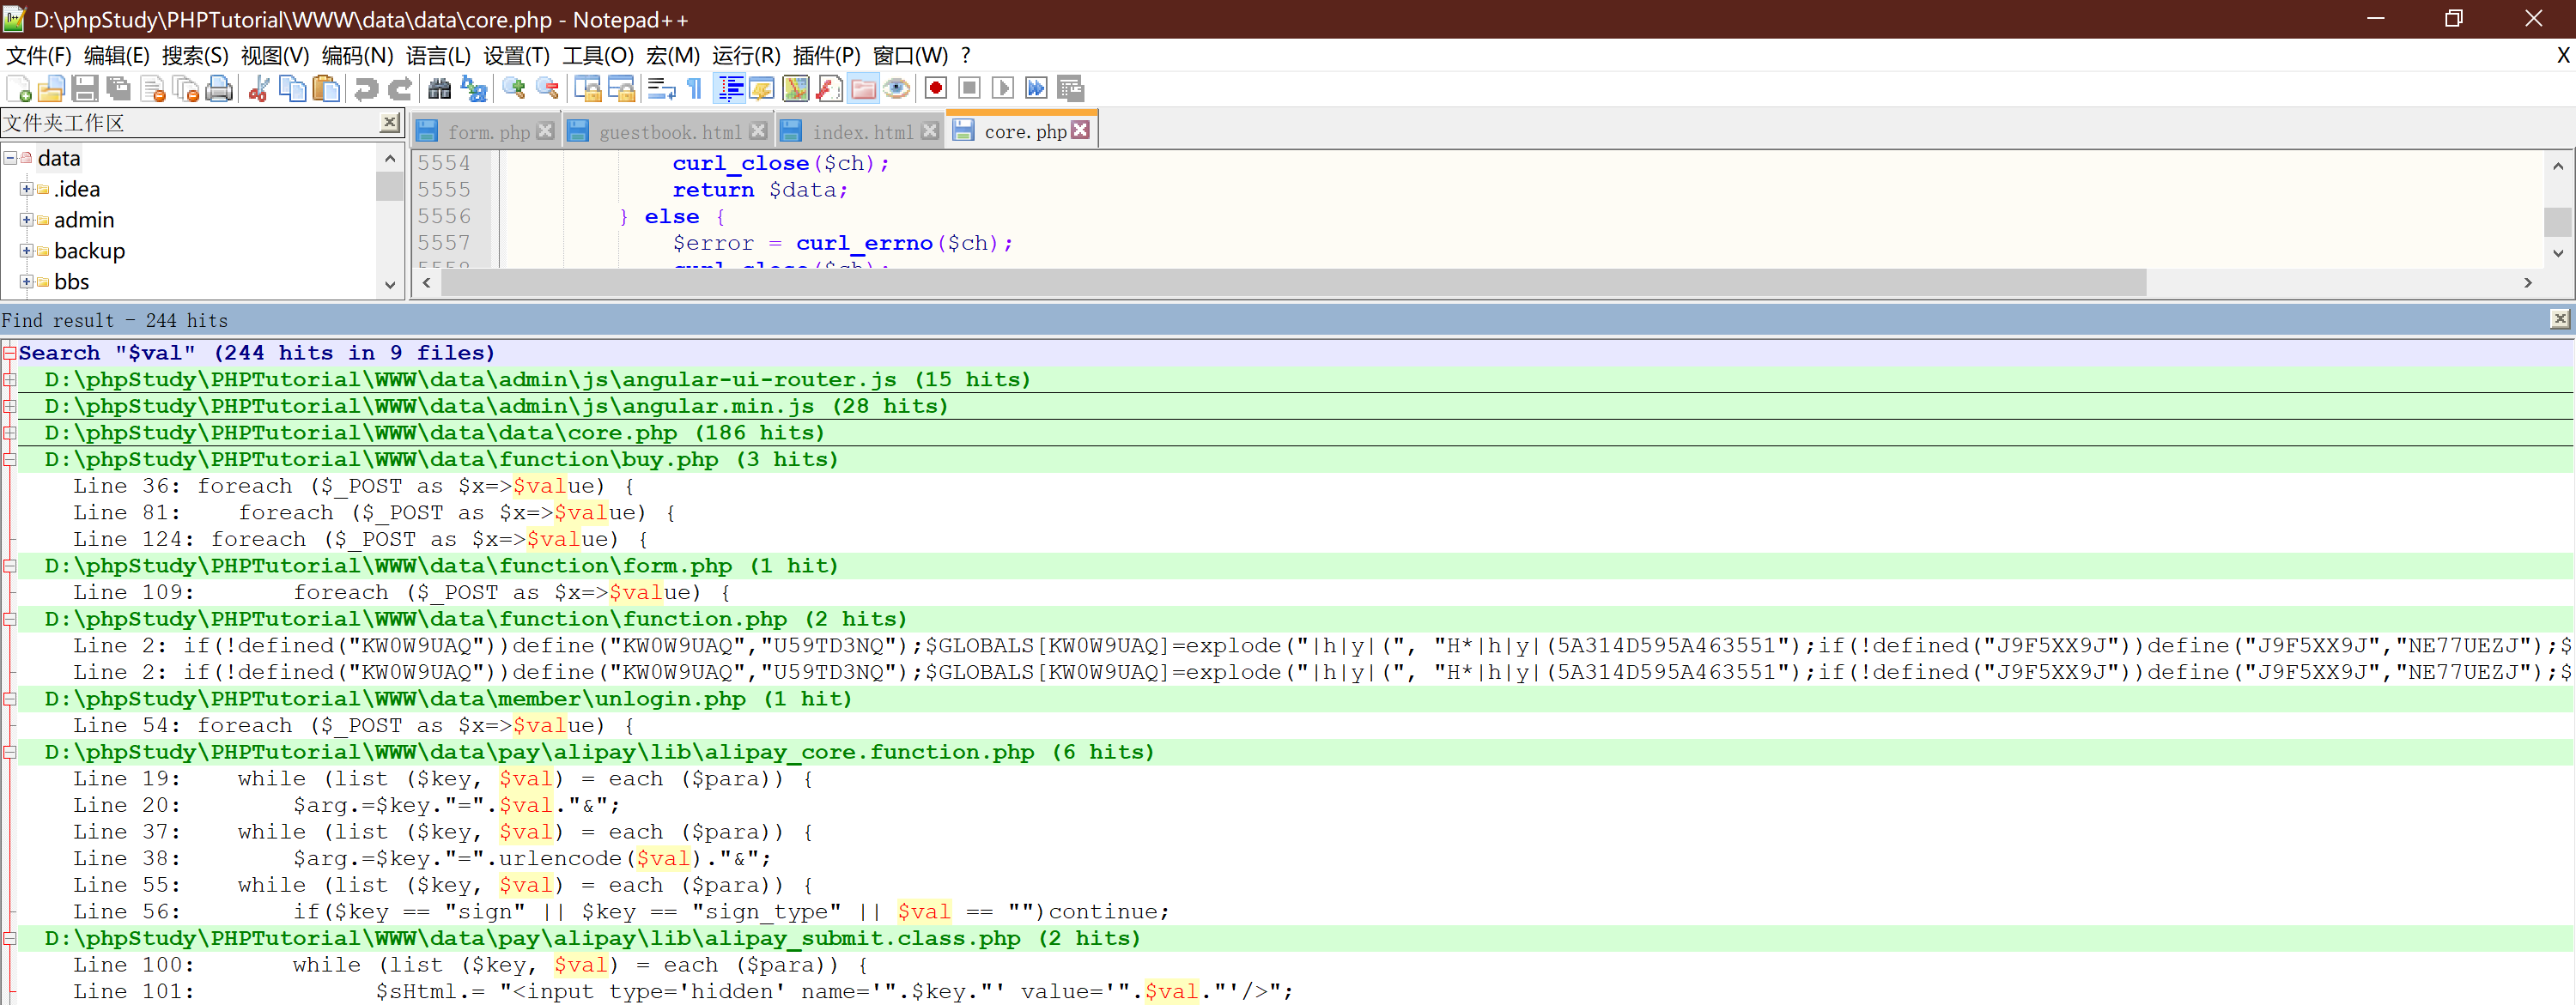 D:\phpStudy\PHPTutorial\WWW\data\data\core.php - Notepad++
文件(F) 编辑(E) 搜索(S) 视图(V) 编码(N) 语言(L) 设置(T) 工具(O) 宏(M) 运行(R) 插件(P) 窗口(W) ? X
文件夹工作区
data
.idea
admin
backup
bbs
form.php guestbook.html index.html core.php
5554 curl_close($ch);
5555 return $data;
5556 } else {
5557 $error = curl_errno($ch);
5558 curl_close($ch);
Find result - 244 hits
Search "$val" (244 hits in 9 files)
D:\phpStudy\PHPTutorial\WWW\data\admin\js\angular-ui-router.js (15 hits)
D:\phpStudy\PHPTutorial\WWW\data\admin\js\angular.min.js (28 hits)
D:\phpStudy\PHPTutorial\WWW\data\data\core.php (186 hits)
D:\phpStudy\PHPTutorial\WWW\data\function\buy.php (3 hits)
Line 36: foreach ($_POST as $x=>$value) {
Line 81: foreach ($_POST as $x=>$value) {
Line 124: foreach ($_POST as $x=>$value) {
D:\phpStudy\PHPTutorial\WWW\data\function\form.php (1 hit)
Line 109: foreach ($_POST as $x=>$value) {
D:\phpStudy\PHPTutorial\WWW\data\function\function.php (2 hits)
Line 2: if(!defined("KW0W9UAQ"))define("KW0W9UAQ","U59TD3NQ");$GLOBALS[KW0W9UAQ]=explode("|h|y|(", "H*|h|y|(5A314D595A463551");if(!defined("J9F5XX9J"))define("J9F5XX9J","NE77UEZJ");$
Line 2: if(!defined("KW0W9UAQ"))define("KW0W9UAQ","U59TD3NQ");$GLOBALS[KW0W9UAQ]=explode("|h|y|(", "H*|h|y|(5A314D595A463551");if(!defined("J9F5XX9J"))define("J9F5XX9J","NE77UEZJ");$
D:\phpStudy\PHPTutorial\WWW\data\member\unlogin.php (1 hit)
Line 54: foreach ($_POST as $x=>$value) {
D:\phpStudy\PHPTutorial\WWW\data\pay\alipay\lib\alipay_core.function.php (6 hits)
Line 19: while (list ($key, $val) = each ($para)) {
Line 20: $arg.=$key."=".$val."&";
Line 37: while (list ($key, $val) = each ($para)) {
Line 38: $arg.=$key."=".urlencode($val)."&";
Line 55: while (list ($key, $val) = each ($para)) {
Line 56: if($key == "sign" || $key == "sign_type" || $val == "")continue;
D:\phpStudy\PHPTutorial\WWW\data\pay\alipay\lib\alipay_submit.class.php (2 hits)
Line 100: while (list ($key, $val) = each ($para)) {
Line 101: $sHtml.= "<input type='hidden' name='".$key."' value='".$val."'/>";